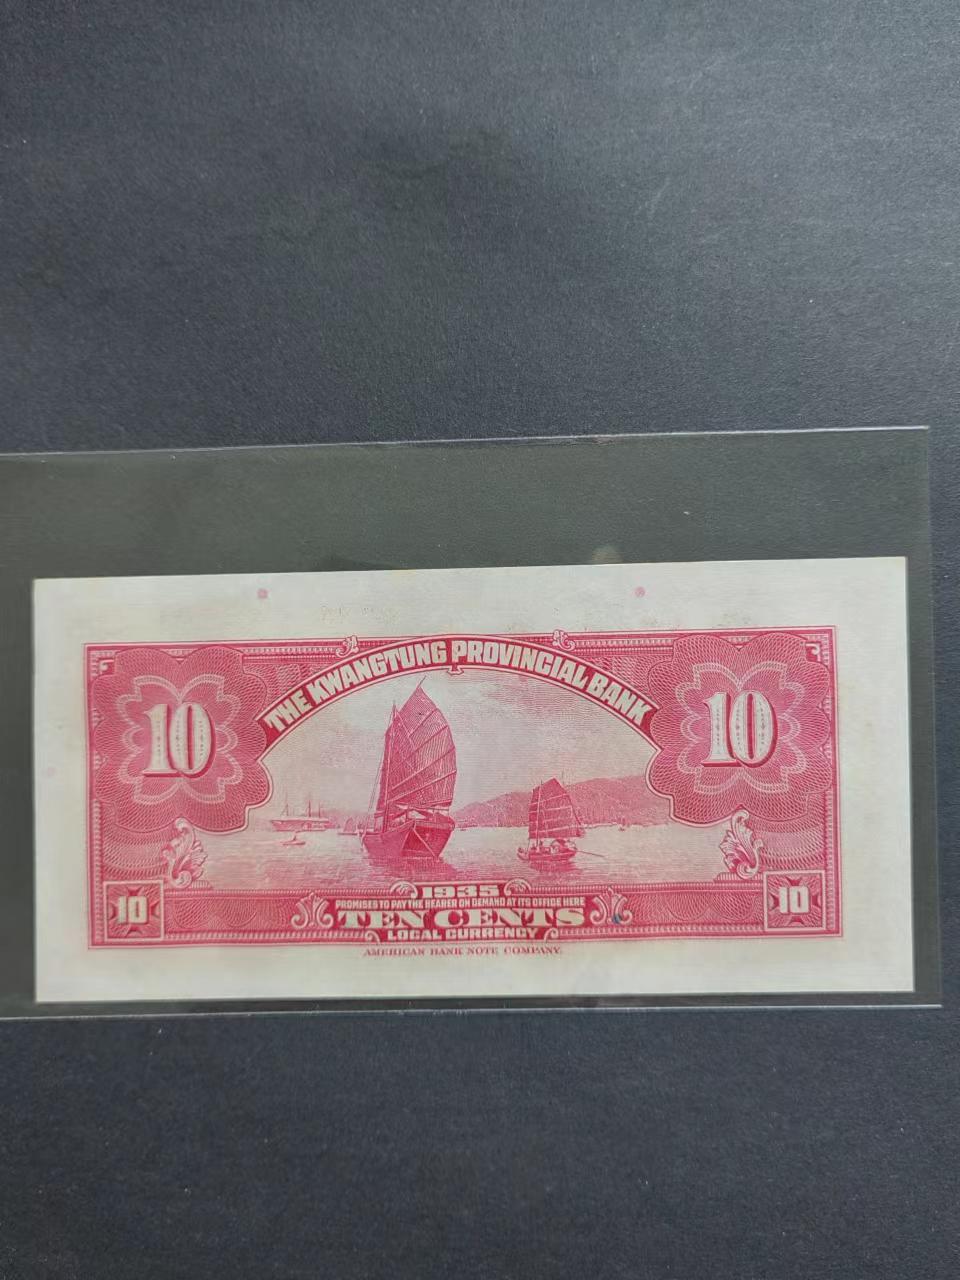 THE KWANGTUNG PROVINCIAL BANK
10
10
1935
PROMISES TO PAY THE BEARER ON DEMAND AT ITS OFFICE HERE
10
TEN CENTS
10
LOCAL CURRENCY
AMERICAN BANK NOTE COMPANY.